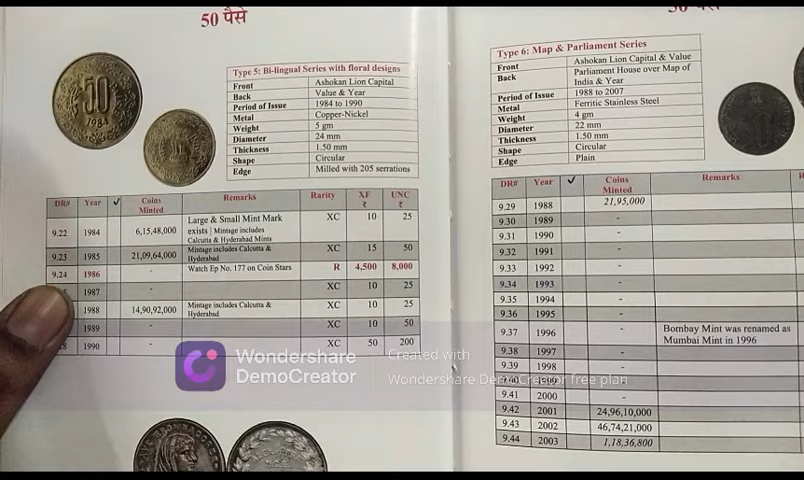 50 पैसे
Type 5: Bi-lingual Series with floral designs
Front Ashokan Lion Capital
Back Value & Year
Period of Issue 1984 to 1990
Metal Copper-Nickel
Weight 5 gm
Diameter 24 mm
Thickness 1.50 mm
Shape Circular
Edge Milled with 205 serrations
50
1984
DR# Year ✓ Coins Minted Remarks Rarity XF ₹ UNC ₹
9.22 1984 6,15,48,000 Large & Small Mint Mark exists | Mintage includes Calcutta & Hyderabad Mints XC 10 25
9.23 1985 21,09,64,000 Mintage includes Calcutta & Hyderabad XC 15 50
9.24 1986 - Watch Ep No. 177 on Coin Stars R 4,500 8,000
1987 - XC 10 25
1988 14,90,92,000 Mintage includes Calcutta & Hyderabad XC 10 25
1989 - XC 10 50
1990 - XC 50 200
Type 6: Map & Parliament Series
Front Ashokan Lion Capital & Value
Back Parliament House over Map of
India & Year
Period of Issue 1988 to 2007
Metal Ferritic Stainless Steel
Weight 4 gm
Diameter 22 mm
Thickness 1.50 mm
Shape Circular
Edge Plain
DR# Year ✓ Coins Minted Remarks
9.29 1988 21,95,000
9.30 1989 -
9.31 1990 -
9.32 1991 -
9.33 1992 -
9.34 1993 -
9.35 1994 -
9.36 1995 -
9.37 1996 - Bombay Mint was renamed as Mumbai Mint in 1996
9.38 1997 -
9.39 1998 -
9.40 1999 -
9.41 2000 -
9.42 2001 24,96,10,000
9.43 2002 46,74,21,000
9.44 2003 1,18,36,800
Wondershare
DemoCreator
Created with
Wondershare DemoCreator free plan